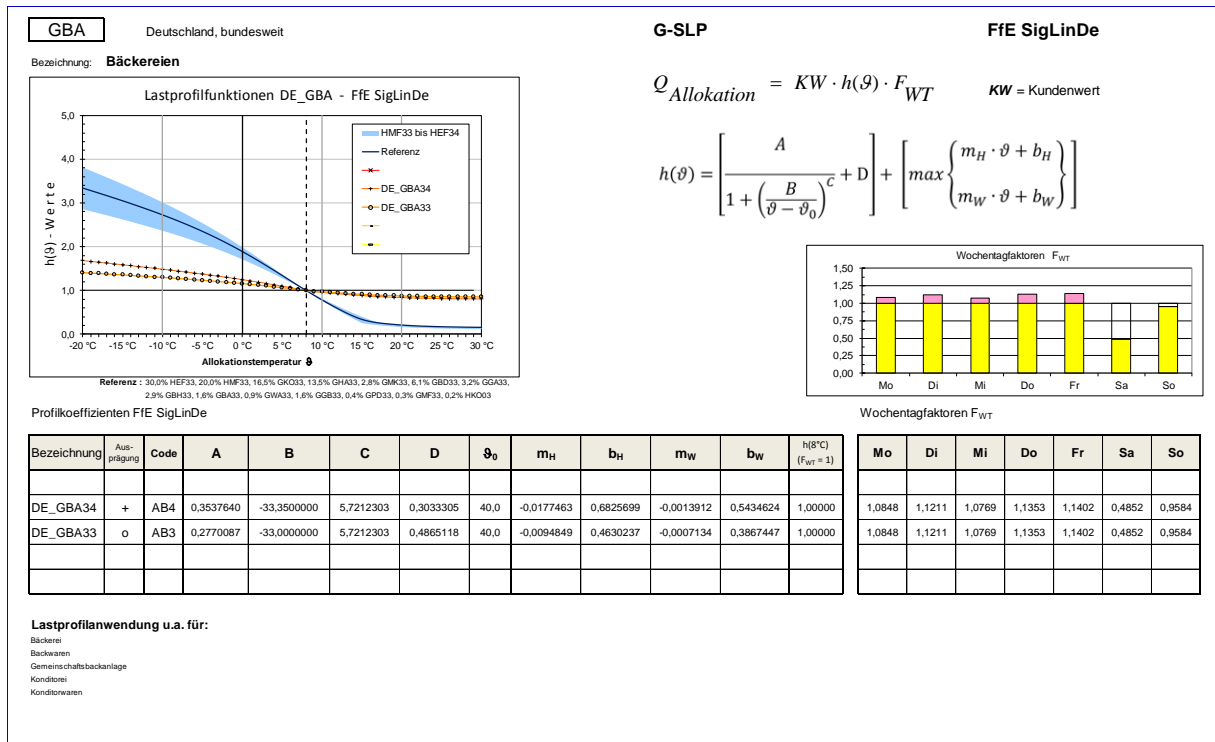 GBA
Deutschland, bundesweit
G-SLP
FfE SigLinDe
Bezeichnung: Bäckereien
Lastprofilfunktionen DE_GBA - FfE SigLinDe
5,0
4,0
3,0
2,0
1,0
0,0
h(ϑ) - Werte
HMF33 bis HEF34
Referenz
DE_GBA34
DE_GBA33
-20 °C -15 °C -10 °C -5 °C 0 °C 5 °C 10 °C 15 °C 20 °C 25 °C 30 °C
Allokationstemperatur ϑ
Referenz : 30,0% HEF33, 20,0% HMF33, 16,5% GKO33, 13,5% GHA33, 2,8% GMK33, 6,1% GBD33, 3,2% GGA33,
2,9% GBH33, 1,6% GBA33, 0,9% GWA33, 1,6% GGB33, 0,4% GPD33, 0,3% GMF33, 0,2% HKO03
Q_Allokation = KW · h(ϑ) · F_WT
KW = Kundenwert
h(ϑ) = [A / (1 + (B / (ϑ − ϑ₀))^C) + D] + [max {m_H · ϑ + b_H
m_W · ϑ + b_W}]
Wochentagfaktoren F_WT
1,50
1,25
1,00
0,75
0,50
0,25
0,00
Mo Di Mi Do Fr Sa So
Profilkoeffizienten FfE SigLinDe
Wochentagfaktoren F_WT
Bezeichnung Aus-prägung Code A B C D ϑ₀ m_H b_H m_W b_W h(8°C) (F_WT = 1) Mo Di Mi Do Fr Sa So
DE_GBA34 + AB4 0,3537640 -33,3500000 5,7212303 0,3033305 40,0 -0,0177463 0,6825699 -0,0013912 0,5434624 1,00000 1,0848 1,1211 1,0769 1,1353 1,1402 0,4852 0,9584
DE_GBA33 o AB3 0,2770087 -33,0000000 5,7212303 0,4865118 40,0 -0,0094849 0,4630237 -0,0007134 0,3867447 1,00000 1,0848 1,1211 1,0769 1,1353 1,1402 0,4852 0,9584
Lastprofilanwendung u.a. für:
Bäckerei
Backwaren
Gemeinschaftsbackanlage
Konditorei
Konditorwaren